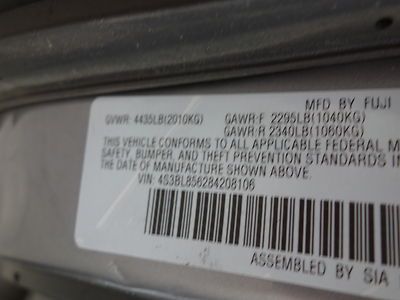 MFD BY FUJI
GVWR: 4435LB(2010KG) GAWR:F 2295LB(1040KG)
GAWR:R 2340LB(1060KG)
THIS VEHICLE CONFORMS TO ALL APPLICABLE FEDERAL M
SAFETY, BUMPER, AND THEFT PREVENTION STANDARDS IN
THE DATE OF MANUFACTURE SHOWN ABOVE.
VIN: 4S3BL856284208106
ASSEMBLED BY SIA